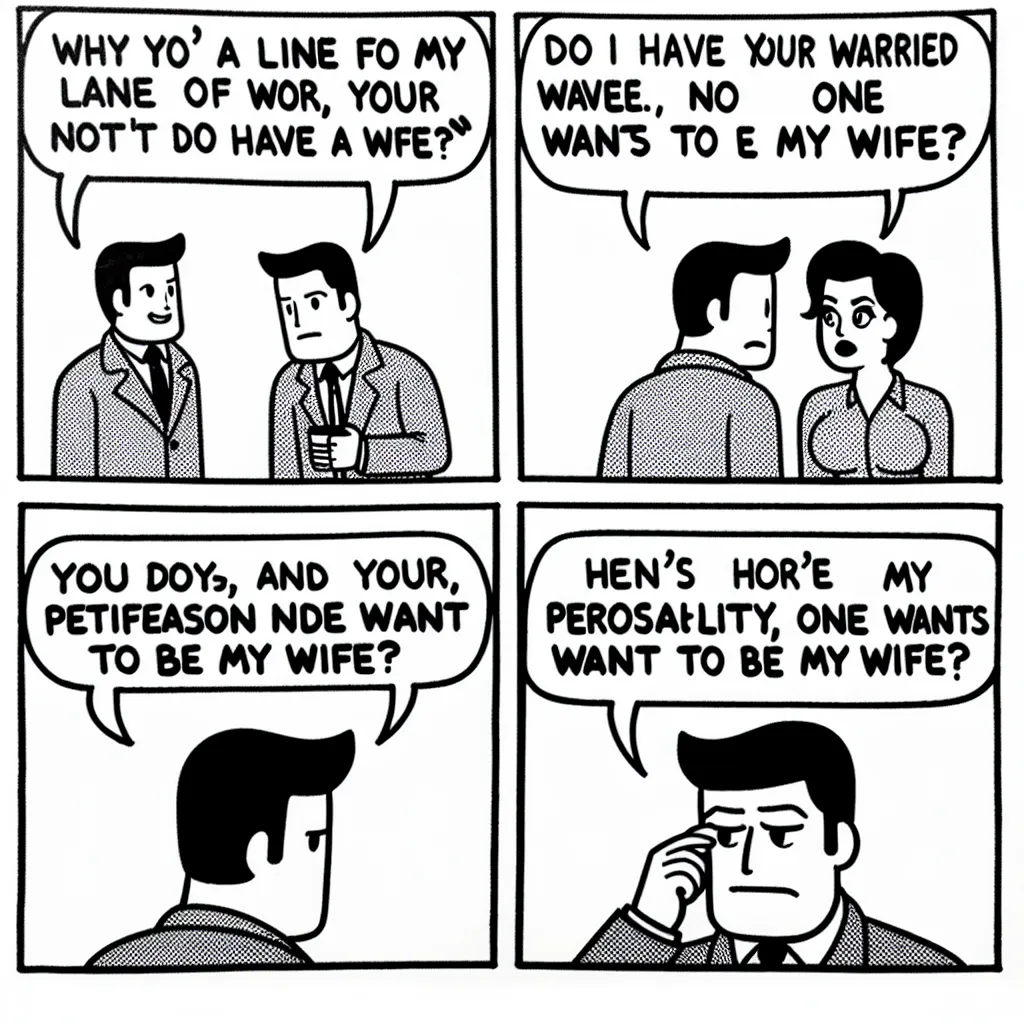 WHY YO' A LINE FO MY
LANE OF WOR, YOUR
NOT'T DO HAVE A WFE?"
DO I HAVE YOUR WARRIED
WAVEE., NO ONE
WANTS TO E MY WIFE?
YOU DOYS, AND YOUR,
PETIFEASON NDE WANT
TO BE MY WIFE?
HEN'S HOR'E MY
PEROSALLITY, ONE WANTS
WANT TO BE MY WIFE?